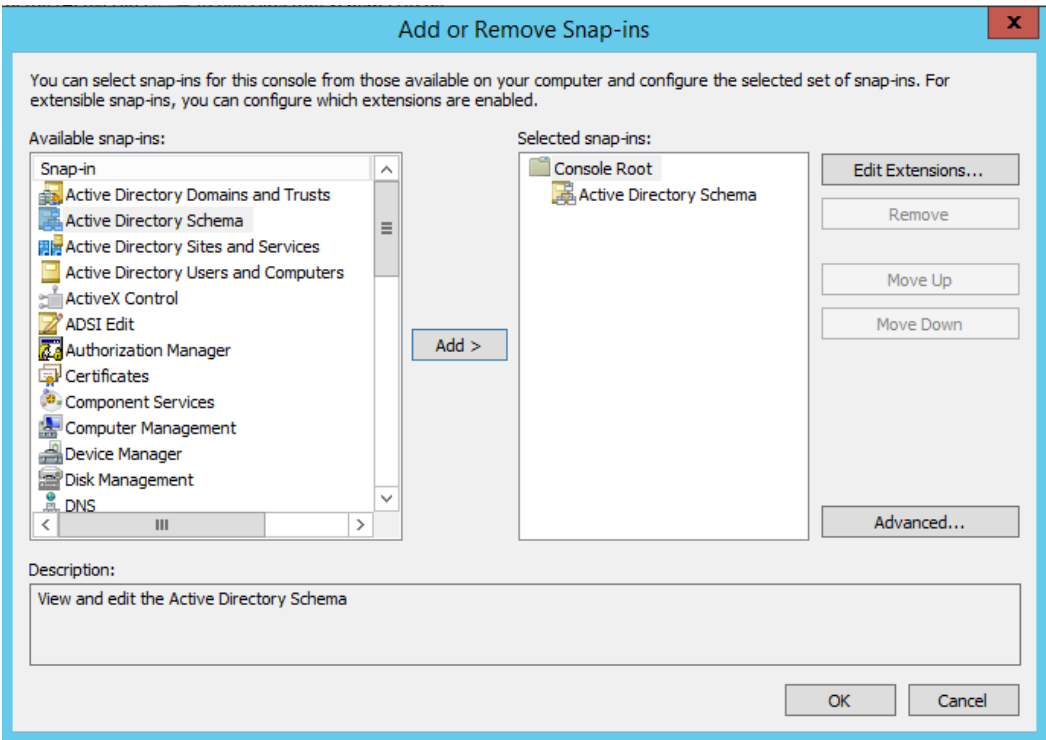 Add or Remove Snap-ins
x
You can select snap-ins for this console from those available on your computer and configure the selected set of snap-ins. For
extensible snap-ins, you can configure which extensions are enabled.
Available snap-ins:
Snap-in
Active Directory Domains and Trusts
Active Directory Schema
Active Directory Sites and Services
Active Directory Users and Computers
ActiveX Control
ADSI Edit
Authorization Manager
Certificates
Component Services
Computer Management
Device Manager
Disk Management
DNS
Add >
Selected snap-ins:
Console Root
Active Directory Schema
Edit Extensions...
Remove
Move Up
Move Down
Advanced...
Description:
View and edit the Active Directory Schema
OK
Cancel